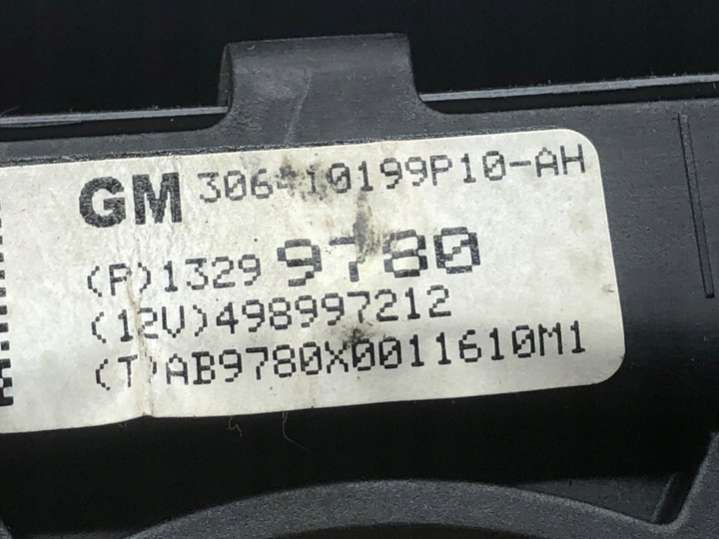 GM 306410199P10-AH
(P)1329 9780
(12V)498997212
(T)AB9780X0011610M1